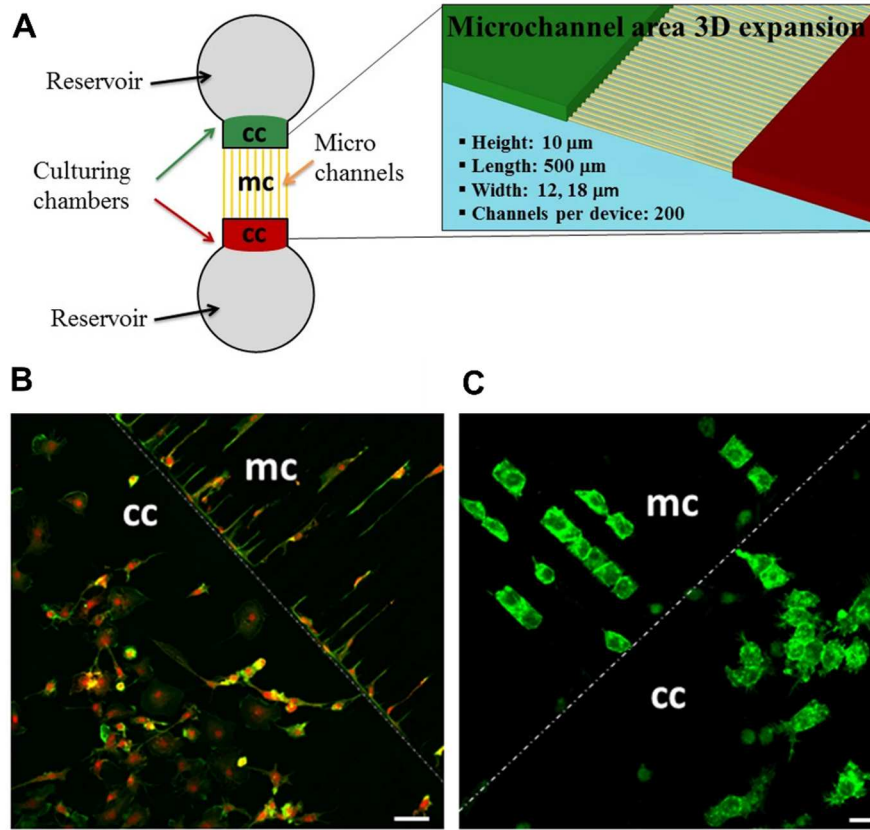 A
Reservoir
cc
Culturing
chambers
mc
Micro
channels
cc
Reservoir
Microchannel area 3D expansion
▪ Height: 10 µm
▪ Length: 500 µm
▪ Width: 12, 18 µm
▪ Channels per device: 200
B
mc
cc
C
mc
cc